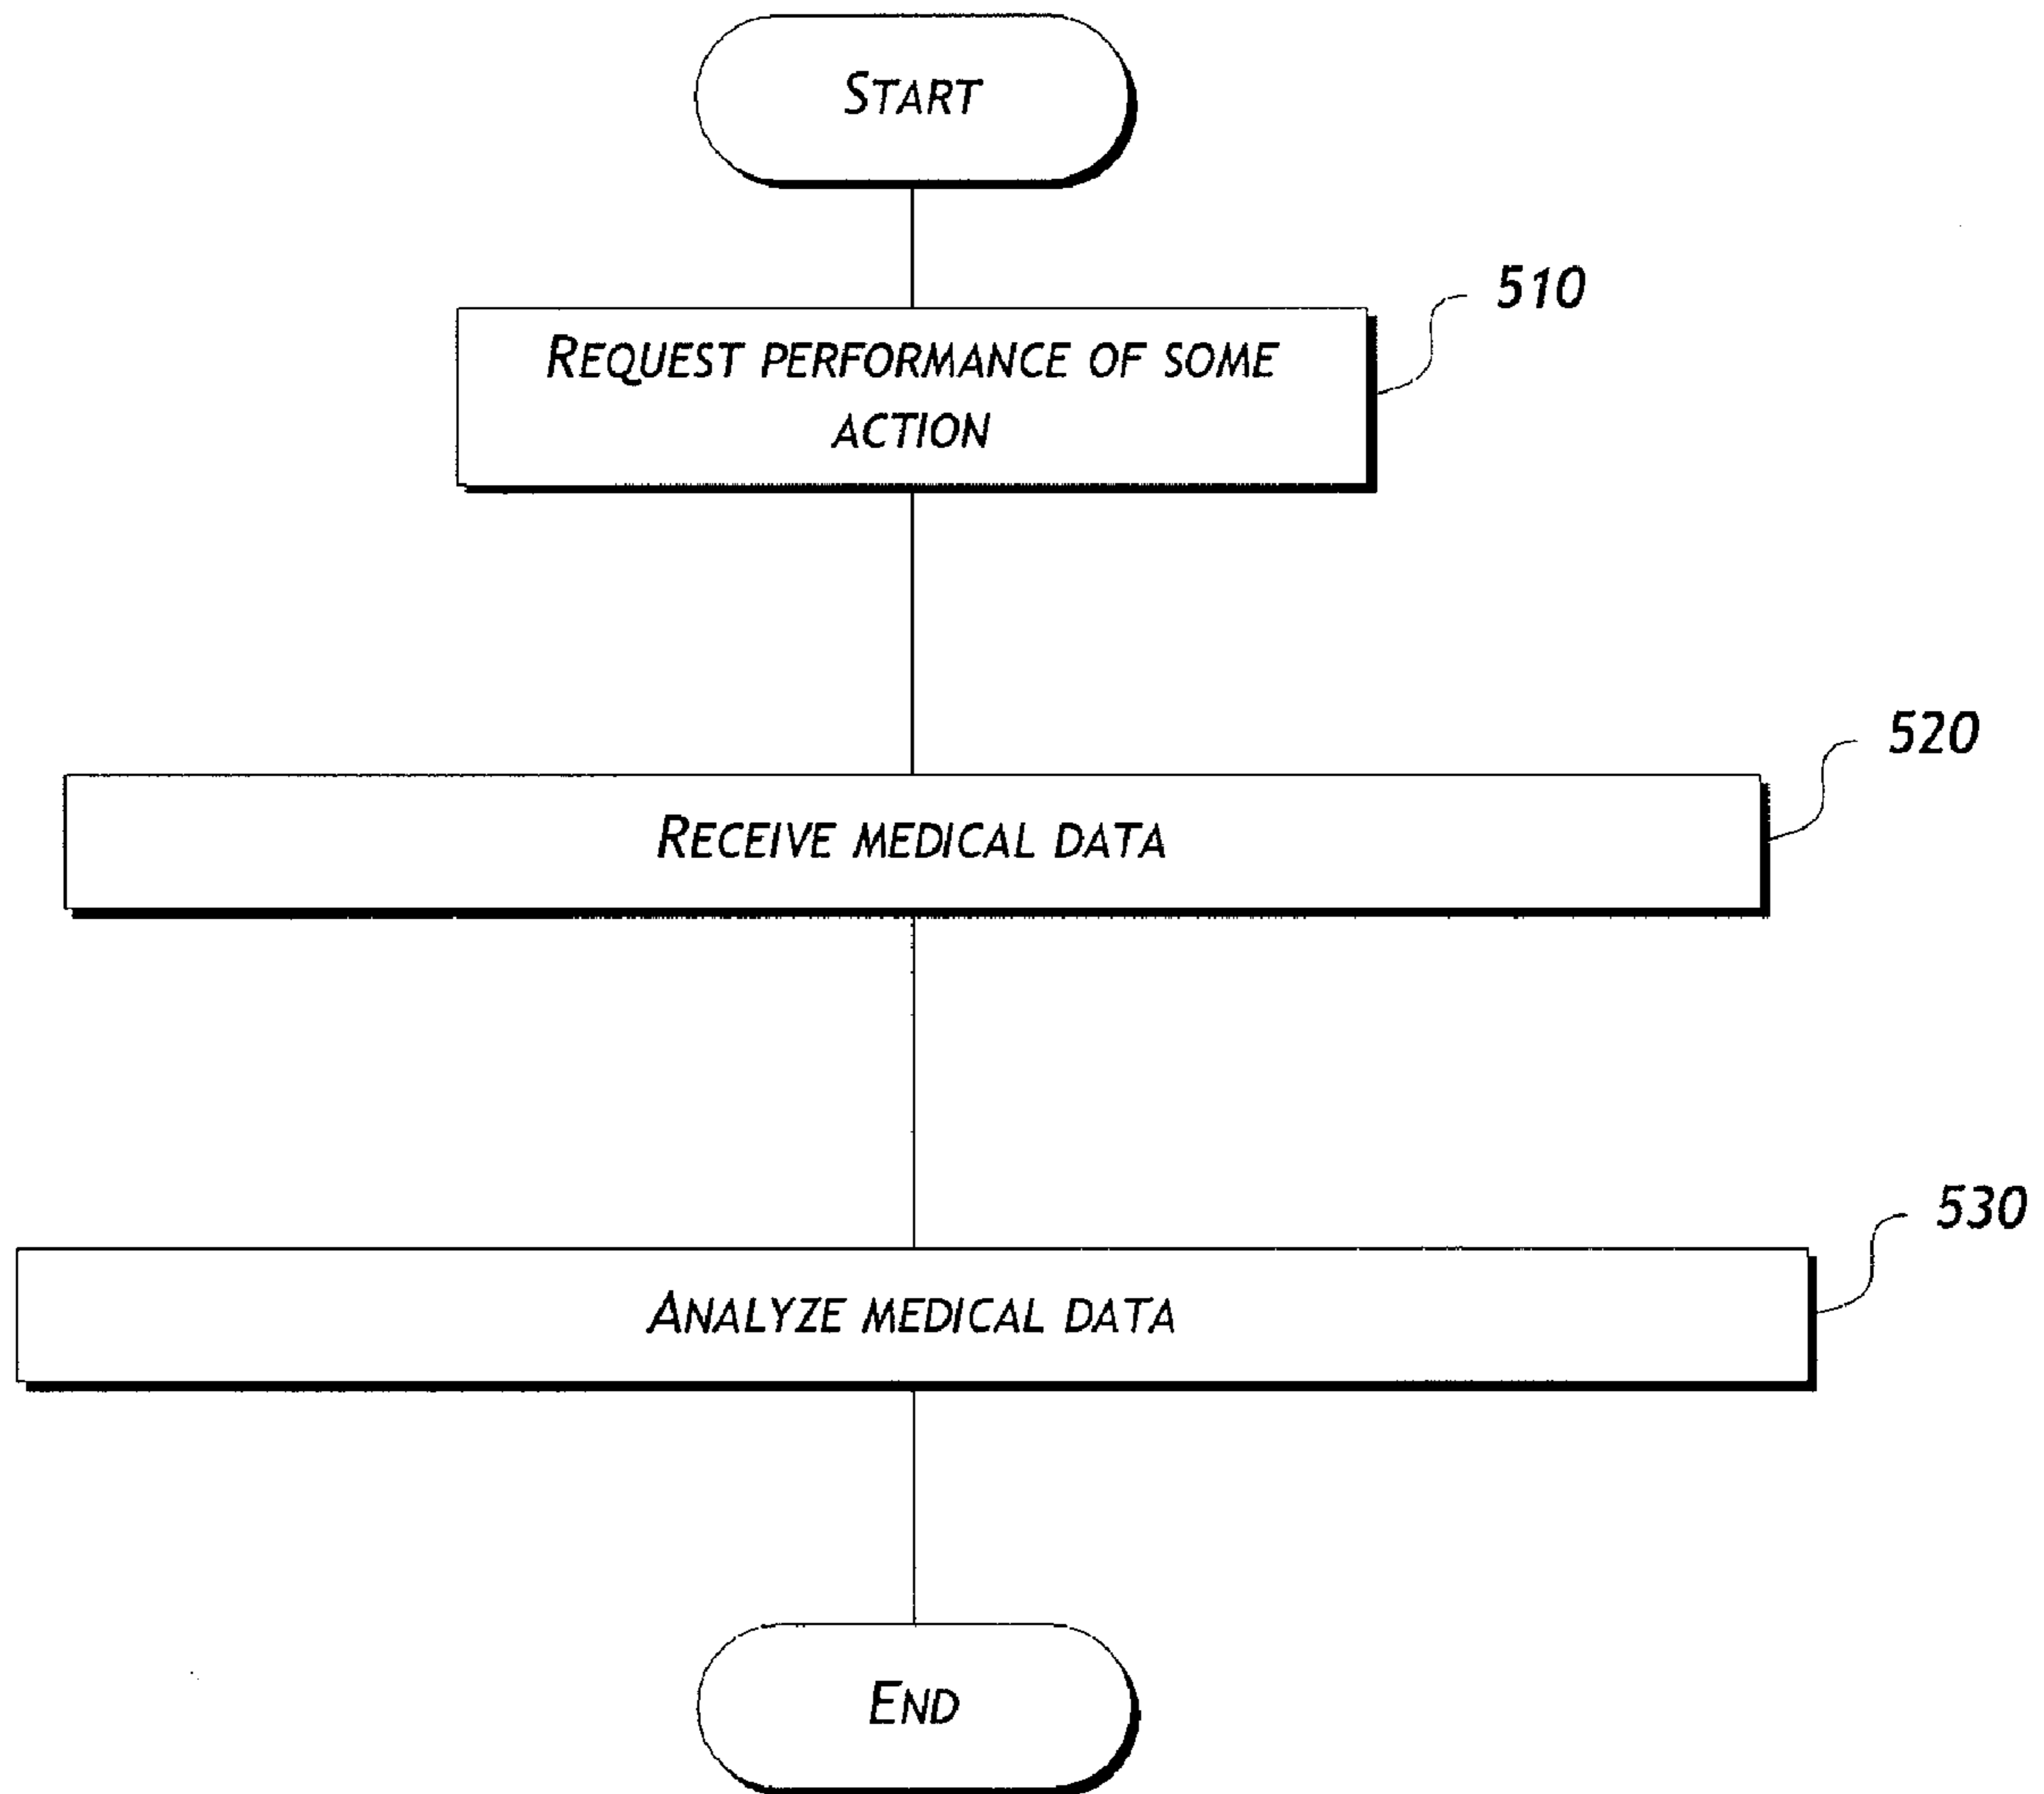 START
510
REQUEST PERFORMANCE OF SOME
ACTION
520
RECEIVE MEDICAL DATA
530
ANALYZE MEDICAL DATA
END